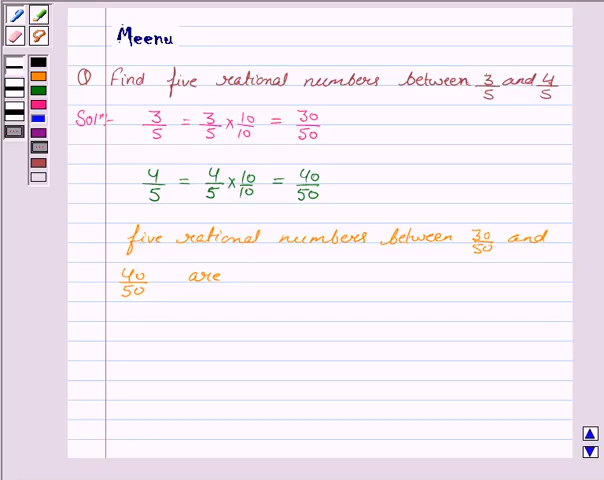 Meenu
Q Find five rational numbers between 3/5 and 4/5
Solⁿ:- 3/5 = 3/5 × 10/10 = 30/50
4/5 = 4/5 × 10/10 = 40/50
five rational numbers between 30/50 and
40/50 are